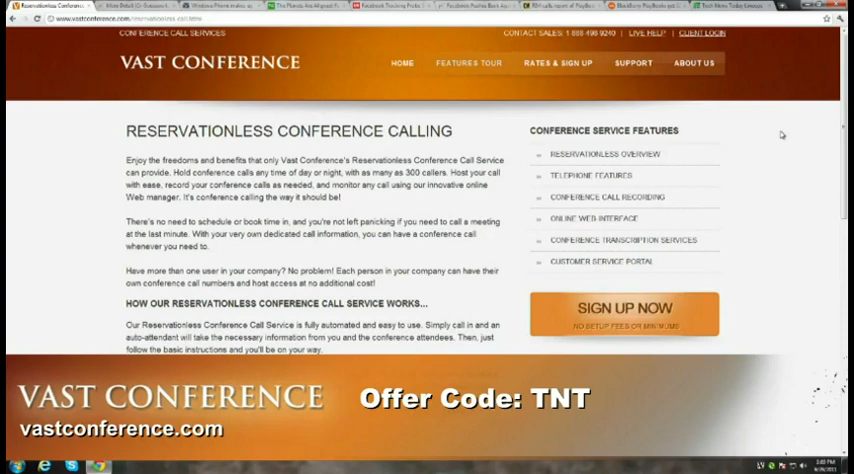 Reservationless Conference
www.vastconference.com/reservationless-call.html
CONFERENCE CALL SERVICES
CONTACT SALES: 1-888-498-9240 | LIVE HELP | CLIENT LOGIN
VAST CONFERENCE
HOME FEATURES TOUR RATES & SIGN UP SUPPORT ABOUT US
RESERVATIONLESS CONFERENCE CALLING
Enjoy the freedoms and benefits that only Vast Conference's Reservationless Conference Call Service
can provide. Hold conference calls any time of day or night, with as many as 300 callers. Host your call
with ease, record your conference calls as needed, and monitor any call using our innovative online
Web manager. It's conference calling the way it should be!
There's no need to schedule or book time in, and you're not left panicking if you need to call a meeting
at the last minute. With your very own dedicated call information, you can have a conference call
whenever you need to.
Have more than one user in your company? No problem! Each person in your company can have their
own conference call numbers and host access at no additional cost!
HOW OUR RESERVATIONLESS CONFERENCE CALL SERVICE WORKS...
Our Reservationless Conference Call Service is fully automated and easy to use. Simply call in and an
auto-attendant will take the necessary information from you and the conference attendees. Then, just
follow the basic instructions and you'll be on your way.
CONFERENCE SERVICE FEATURES
RESERVATIONLESS OVERVIEW
TELEPHONE FEATURES
CONFERENCE CALL RECORDING
ONLINE WEB-INTERFACE
CONFERENCE TRANSCRIPTION SERVICES
CUSTOMER SERVICE PORTAL
SIGN UP NOW
NO SETUP FEES OR MINIMUMS
VAST CONFERENCE
Offer Code: TNT
vastconference.com